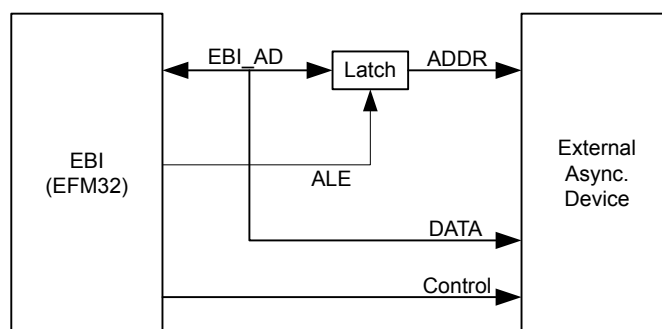 EBI_AD
Latch
ADDR
EBI
(EFM32)
ALE
External
Async.
Device
DATA
Control